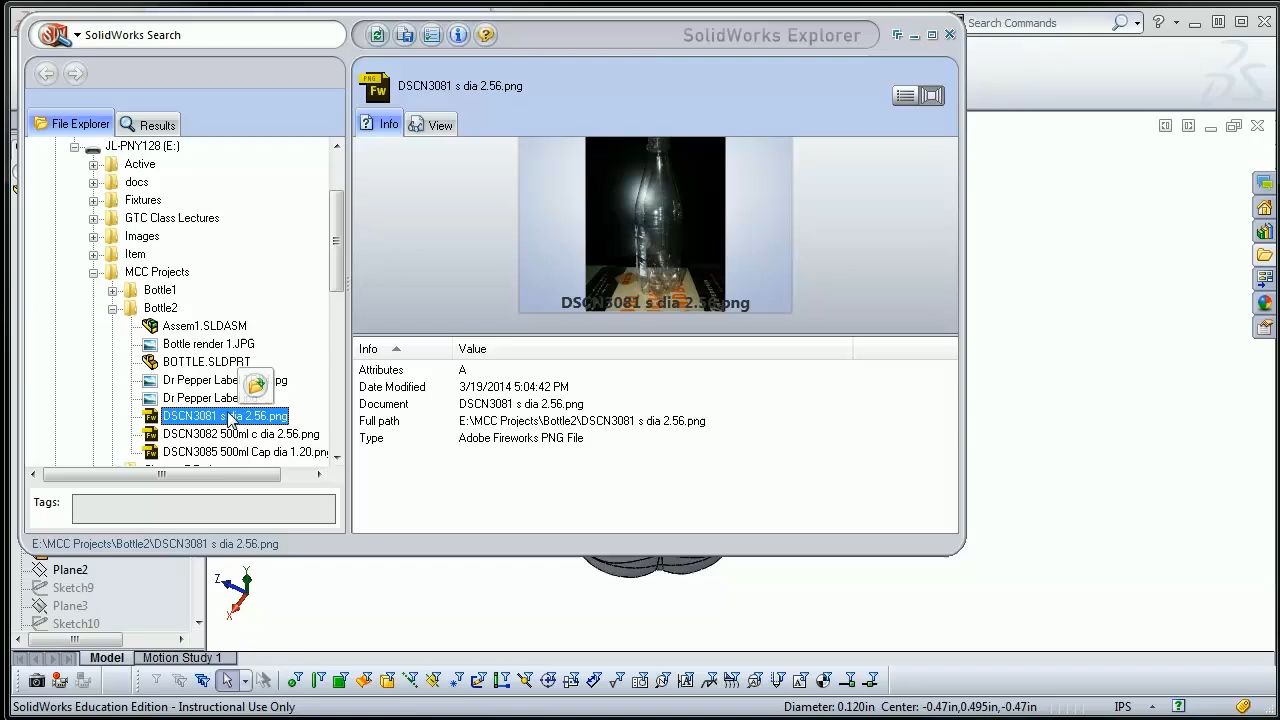 SolidWorks Search
SolidWorks Explorer
Search Commands
DSCN3081 s dia 2.56.png
File Explorer
Results
Info
View
JL-PNY128 (E:)
Active
docs
Fixtures
GTC Class Lectures
Images
Item
MCC Projects
Bottle1
Bottle2
Assem1.SLDASM
Bottle render 1.JPG
BOTTLE.SLDPRT
Dr Pepper
Dr Pepper
DSCN3081 s dia 2.56.png
DSCN3082 500ml c dia 2.56.png
DSCN3085 500ml Cap dia 1.20.png
DSCN3081 s dia 2.56.png
Info Value
Attributes A
Date Modified 3/19/2014 5:04:42 PM
Document DSCN3081 s dia 2.56.png
Full path E:\MCC Projects\Bottle2\DSCN3081 s dia 2.56.png
Type Adobe Fireworks PNG File
Tags:
E:\MCC Projects\Bottle2\DSCN3081 s dia 2.56.png
Plane2
Sketch9
Plane3
Sketch10
Y
Z
X
Model Motion Study 1
SolidWorks Education Edition - Instructional Use Only
Diameter: 0.120in Center: -0.47in,0.495in,-0.47in
IPS